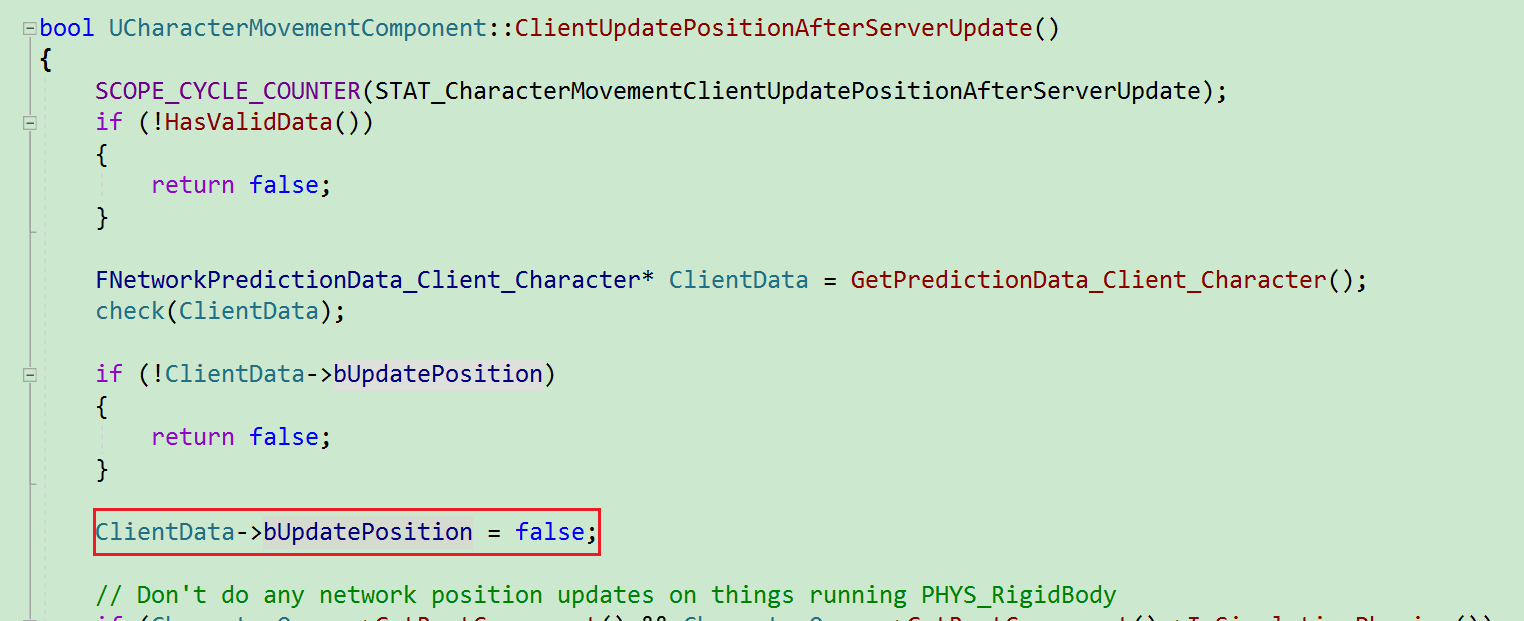 bool UCharacterMovementComponent::ClientUpdatePositionAfterServerUpdate()
{
    SCOPE_CYCLE_COUNTER(STAT_CharacterMovementClientUpdatePositionAfterServerUpdate);
    if (!HasValidData())
    {
        return false;
    }

    FNetworkPredictionData_Client_Character* ClientData = GetPredictionData_Client_Character();
    check(ClientData);

    if (!ClientData->bUpdatePosition)
    {
        return false;
    }

    ClientData->bUpdatePosition = false;

    // Don't do any network position updates on things running PHYS_RigidBody